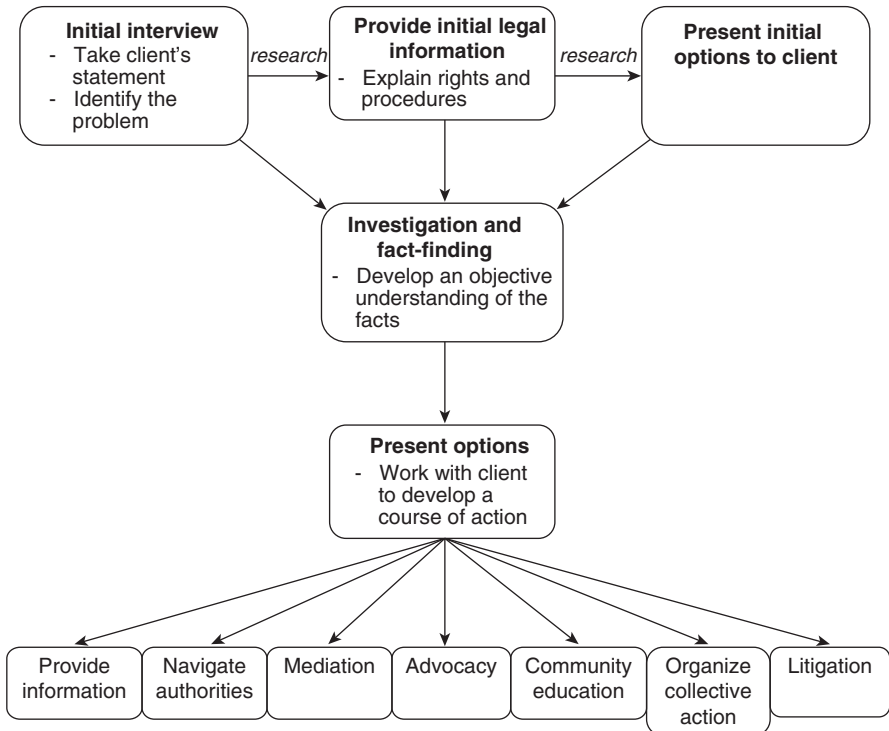 Initial interview
- Take client's
statement
- Identify the
problem
research
Provide initial legal
information
- Explain rights and
procedures
research
Present initial
options to client
Investigation and
fact-finding
- Develop an objective
understanding of the
facts
Present options
- Work with client
to develop a
course of action
Provide
information
Navigate
authorities
Mediation
Advocacy
Community
education
Organize
collective
action
Litigation